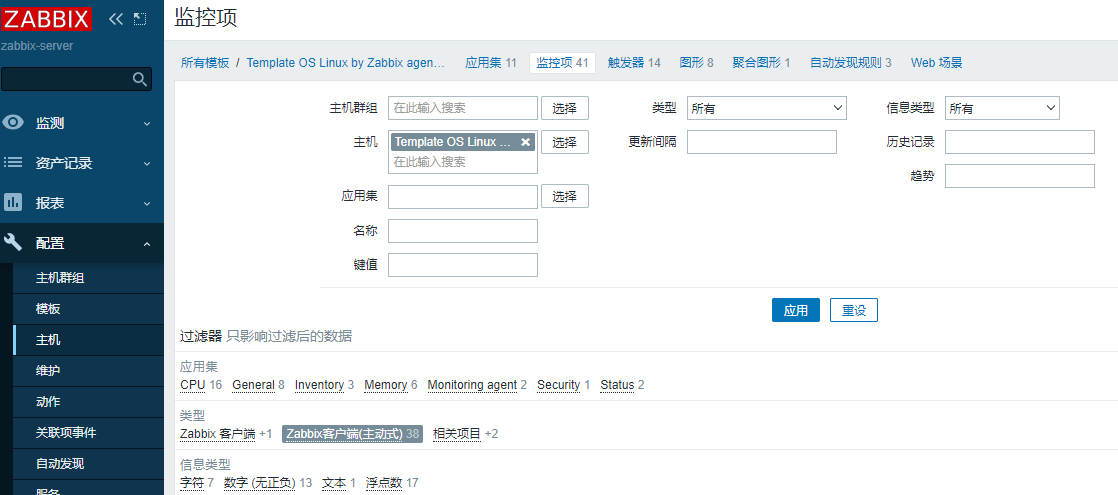 ZABBIX
zabbix-server
监测
资产记录
报表
配置
主机群组
模板
主机
维护
动作
关联项事件
自动发现
服务
监控项
所有模板 / Template OS Linux by Zabbix agen… 应用集 11 监控项 41 触发器 14 图形 8 聚合图形 1 自动发现规则 3 Web 场景
主机群组 在此输入搜索 选择 类型 所有 信息类型 所有
主机 Template OS Linux ... 选择 更新间隔 历史记录
在此输入搜索 趋势
应用集 选择
名称
键值
应用 重设
过滤器 只影响过滤后的数据
应用集
CPU 16 General 8 Inventory 3 Memory 6 Monitoring agent 2 Security 1 Status 2
类型
Zabbix 客户端 +1 Zabbix客户端(主动式) 38 相关项目 +2
信息类型
字符 7 数字 (无正负) 13 文本 1 浮点数 17